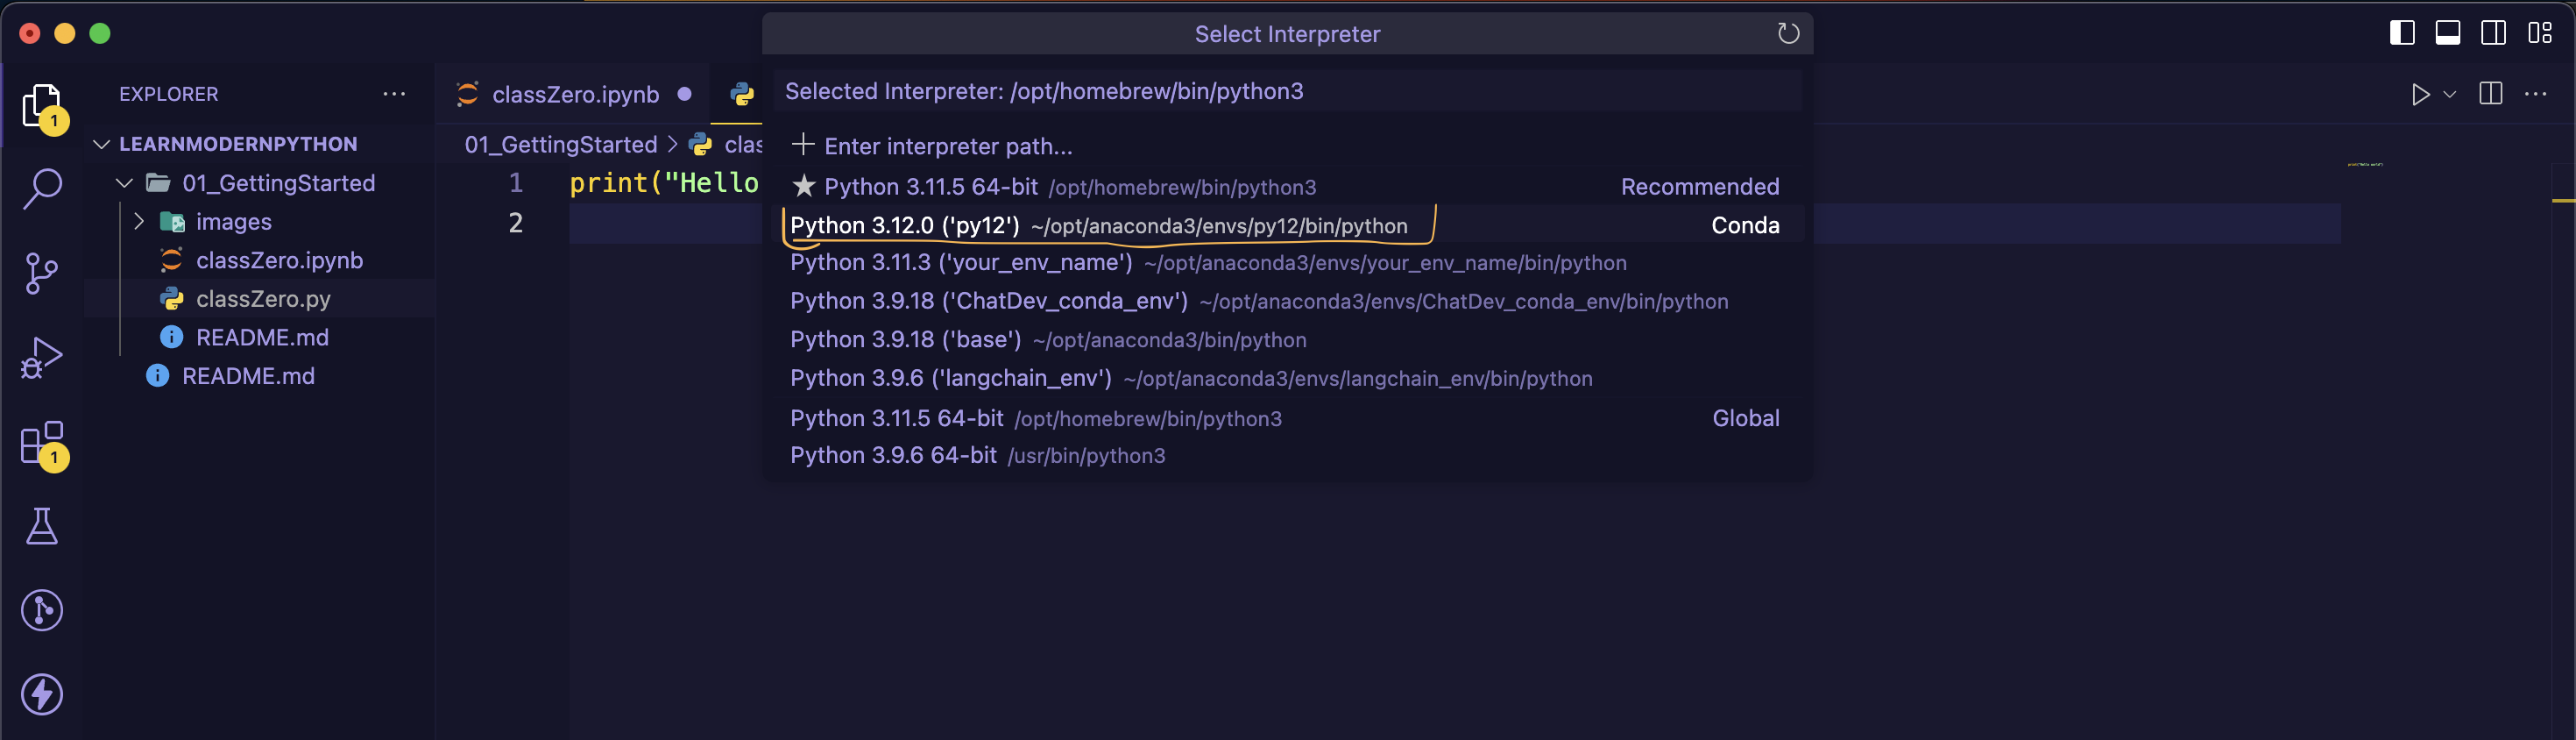 Select Interpreter
EXPLORER
LEARNMODERNPYTHON
01_GettingStarted
images
classZero.ipynb
classZero.py
README.md
README.md
1
1
classZero.ipynb
01_GettingStarted > clas
1 print("Hello
2
Selected Interpreter: /opt/homebrew/bin/python3
Enter interpreter path...
Python 3.11.5 64-bit /opt/homebrew/bin/python3 Recommended
Python 3.12.0 ('py12') ~/opt/anaconda3/envs/py12/bin/python Conda
Python 3.11.3 ('your_env_name') ~/opt/anaconda3/envs/your_env_name/bin/python
Python 3.9.18 ('ChatDev_conda_env') ~/opt/anaconda3/envs/ChatDev_conda_env/bin/python
Python 3.9.18 ('base') ~/opt/anaconda3/bin/python
Python 3.9.6 ('langchain_env') ~/opt/anaconda3/envs/langchain_env/bin/python
Python 3.11.5 64-bit /opt/homebrew/bin/python3 Global
Python 3.9.6 64-bit /usr/bin/python3